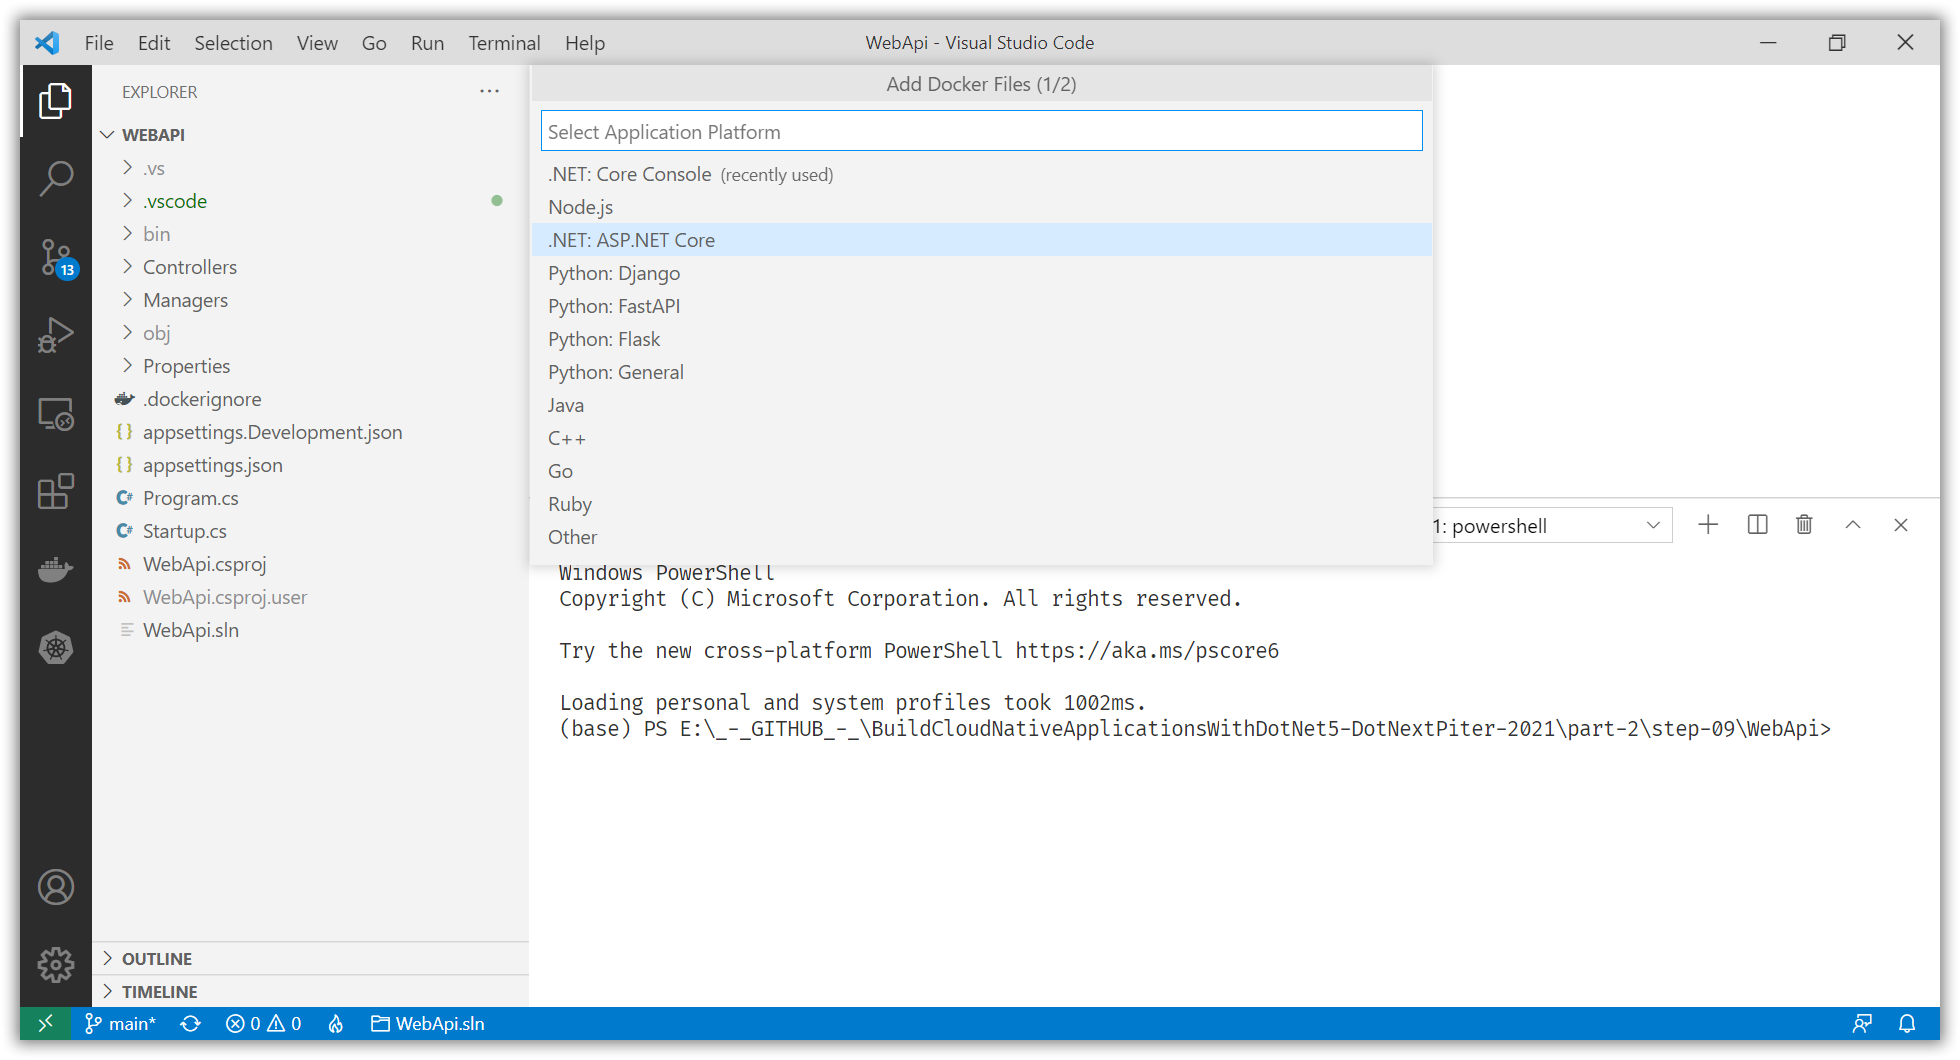 File Edit Selection View Go Run Terminal Help
WebApi - Visual Studio Code
EXPLORER
WEBAPI
.vs
.vscode
bin
Controllers
Managers
obj
Properties
.dockerignore
appsettings.Development.json
appsettings.json
Program.cs
Startup.cs
WebApi.csproj
WebApi.csproj.user
WebApi.sln
OUTLINE
TIMELINE
13
Add Docker Files (1/2)
Select Application Platform
.NET: Core Console (recently used)
Node.js
.NET: ASP.NET Core
Python: Django
Python: FastAPI
Python: Flask
Python: General
Java
C++
Go
Ruby
Other
1: powershell
Windows PowerShell
Copyright (C) Microsoft Corporation. All rights reserved.
Try the new cross-platform PowerShell https://aka.ms/pscore6
Loading personal and system profiles took 1002ms.
(base) PS E:\_-_GITHUB_-_\BuildCloudNativeApplicationsWithDotNet5-DotNextPiter-2021\part-2\step-09\WebApi>
main* 0 0 WebApi.sln